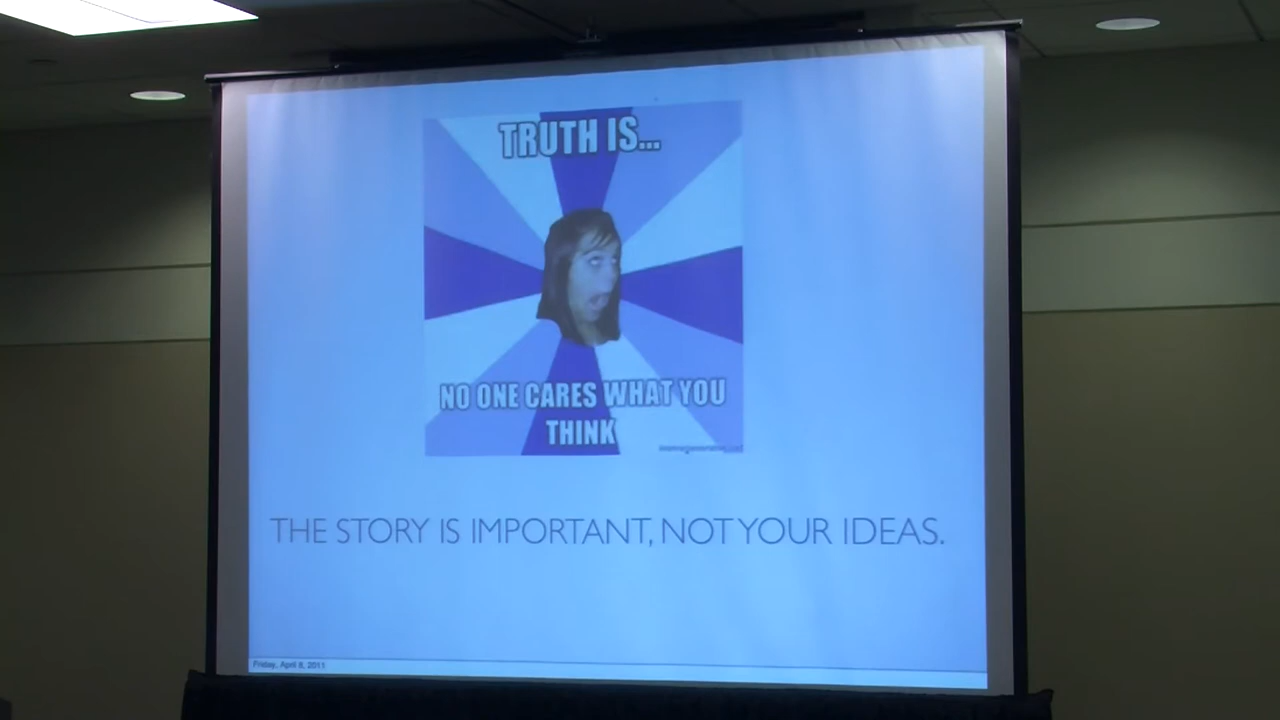 TRUTH IS...
NO ONE CARES WHAT YOU
THINK
THE STORY IS IMPORTANT, NOT YOUR IDEAS.
Friday, April 8, 2011